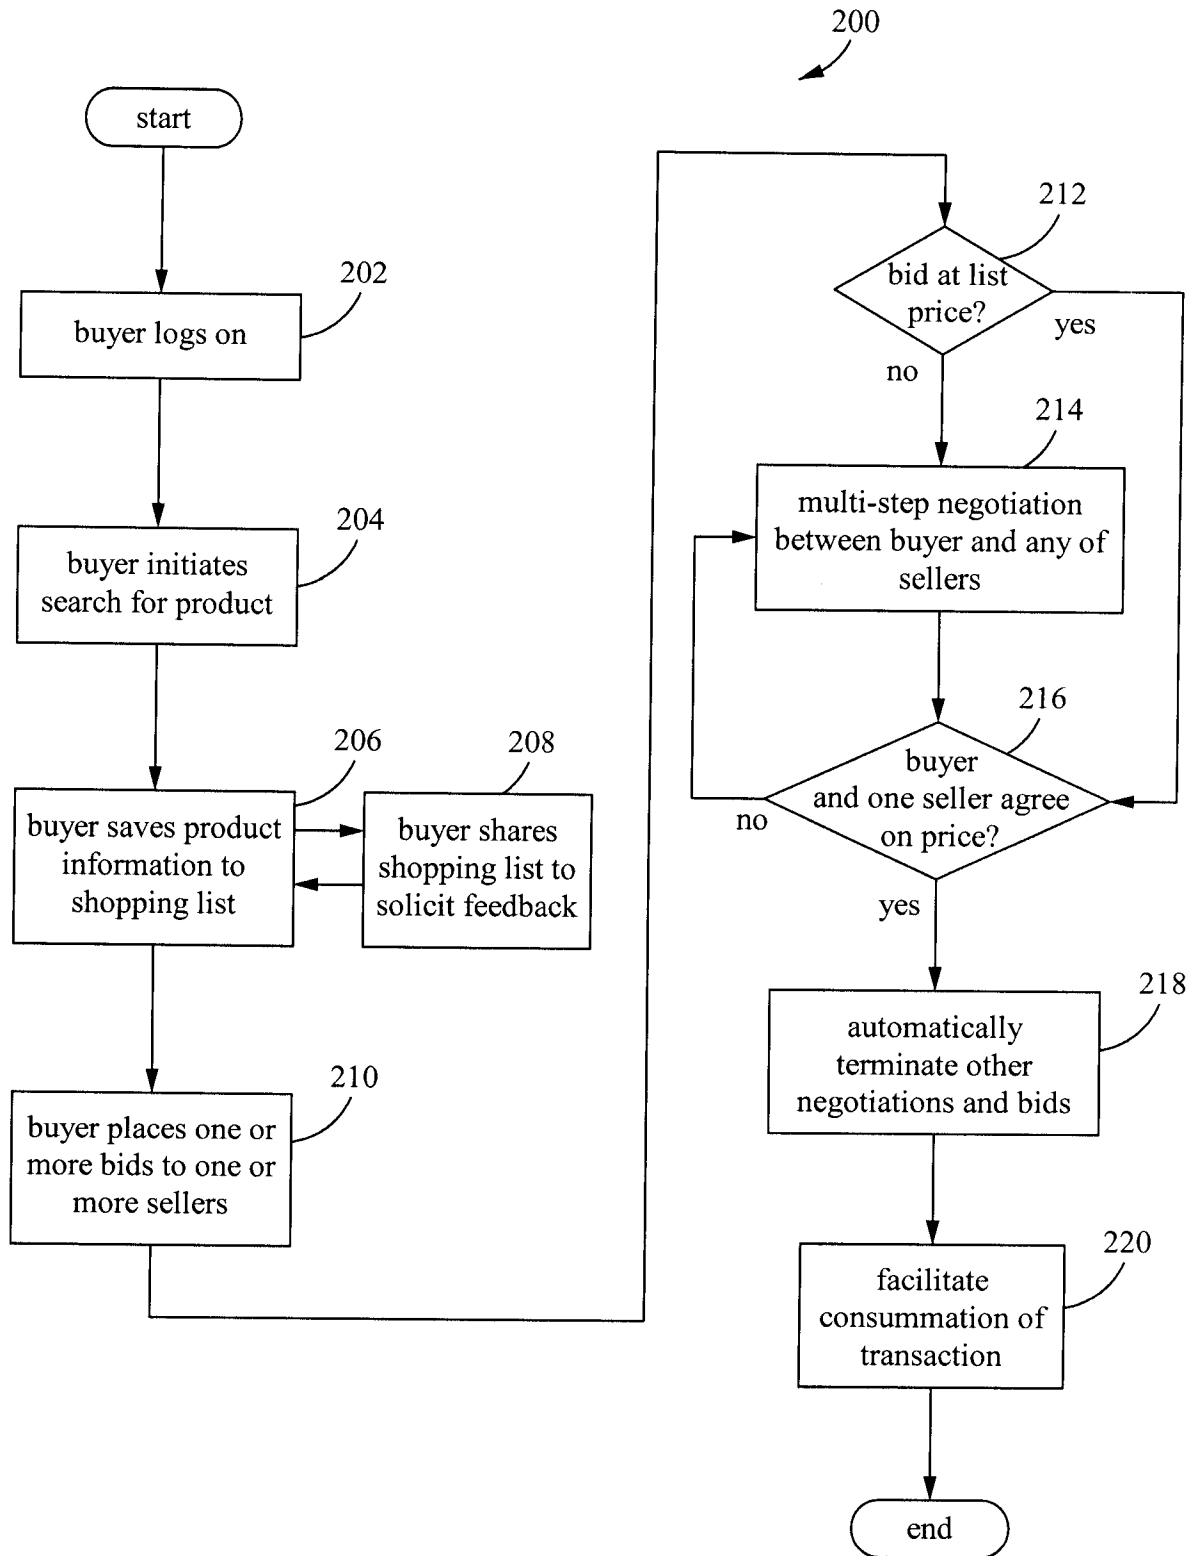 200
start
202
buyer logs on
204
buyer initiates
search for product
206
buyer saves product
information to
shopping list
208
buyer shares
shopping list to
solicit feedback
210
buyer places one or
more bids to one or
more sellers
212
bid at list
price?
yes
no
214
multi-step negotiation
between buyer and any of
sellers
216
buyer
and one seller agree
on price?
no
yes
218
automatically
terminate other
negotiations and bids
220
facilitate
consummation of
transaction
end